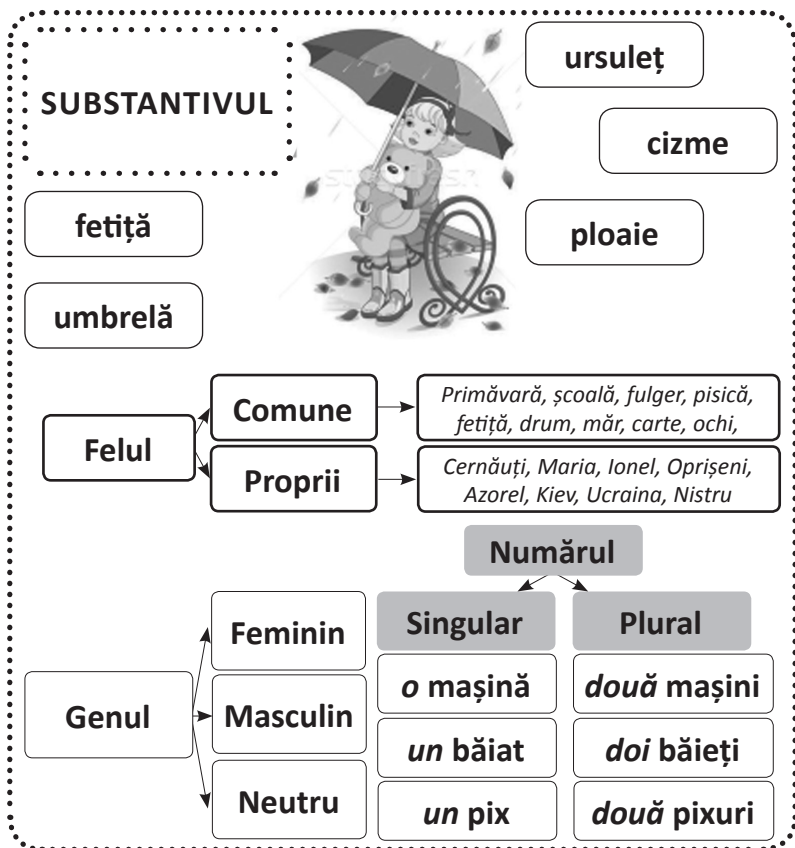 SUBSTANTIVUL
ursuleț
cizme
fetiță
ploaie
umbrelă
Felul
Comune
Primăvară, școală, fulger, pisică,
fetiță, drum, măr, carte, ochi,
Proprii
Cernăuți, Maria, Ionel, Oprișeni,
Azorel, Kiev, Ucraina, Nistru
Numărul
Singular
Plural
Genul
Feminin
o mașină
două mașini
Masculin
un băiat
doi băieți
Neutru
un pix
două pixuri